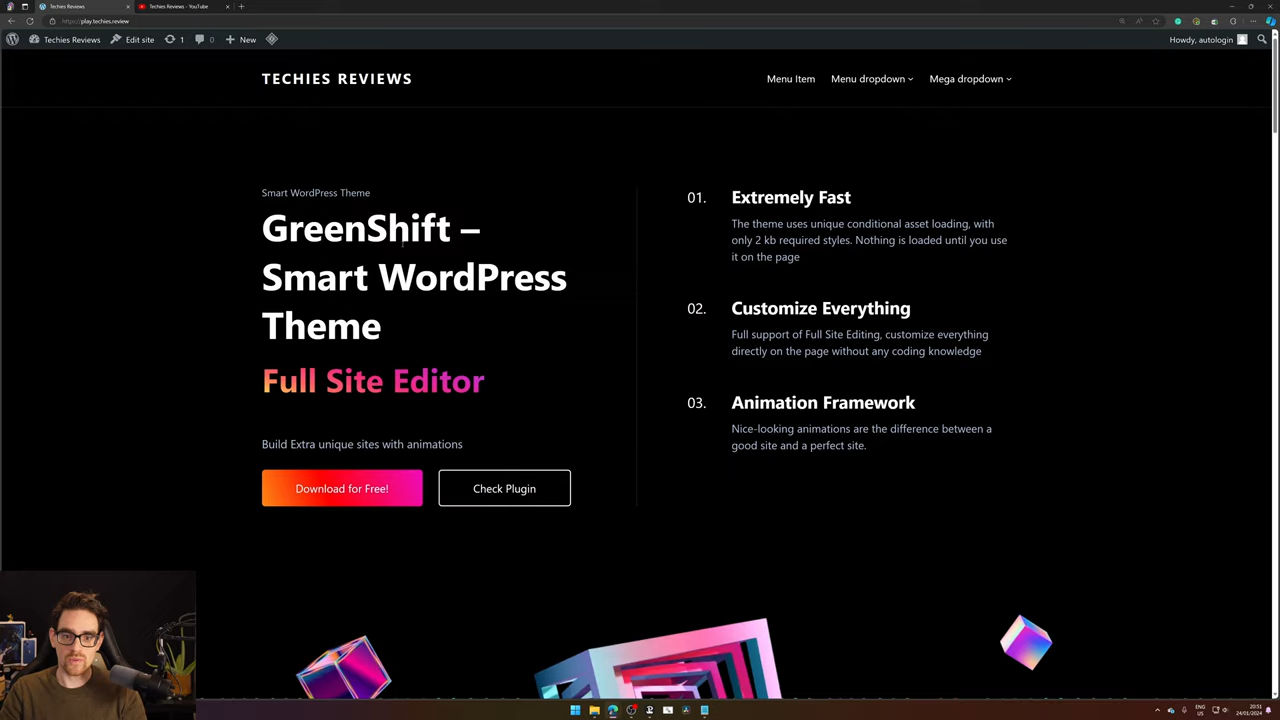 Techies Reviews
Techies Reviews - YouTube
https://play.techies.review
Techies Reviews
Edit site
1
0
New
Howdy, autologin
TECHIES REVIEWS
Menu Item
Menu dropdown
Mega dropdown
Smart WordPress Theme
GreenShift –
Smart WordPress
Theme
Full Site Editor
Build Extra unique sites with animations
Download for Free!
Check Plugin
01.
Extremely Fast
The theme uses unique conditional asset loading, with
only 2 kb required styles. Nothing is loaded until you use
it on the page
02.
Customize Everything
Full support of Full Site Editing, customize everything
directly on the page without any coding knowledge
03.
Animation Framework
Nice-looking animations are the difference between a
good site and a perfect site.
ENG
US
20:51
24/01/2024